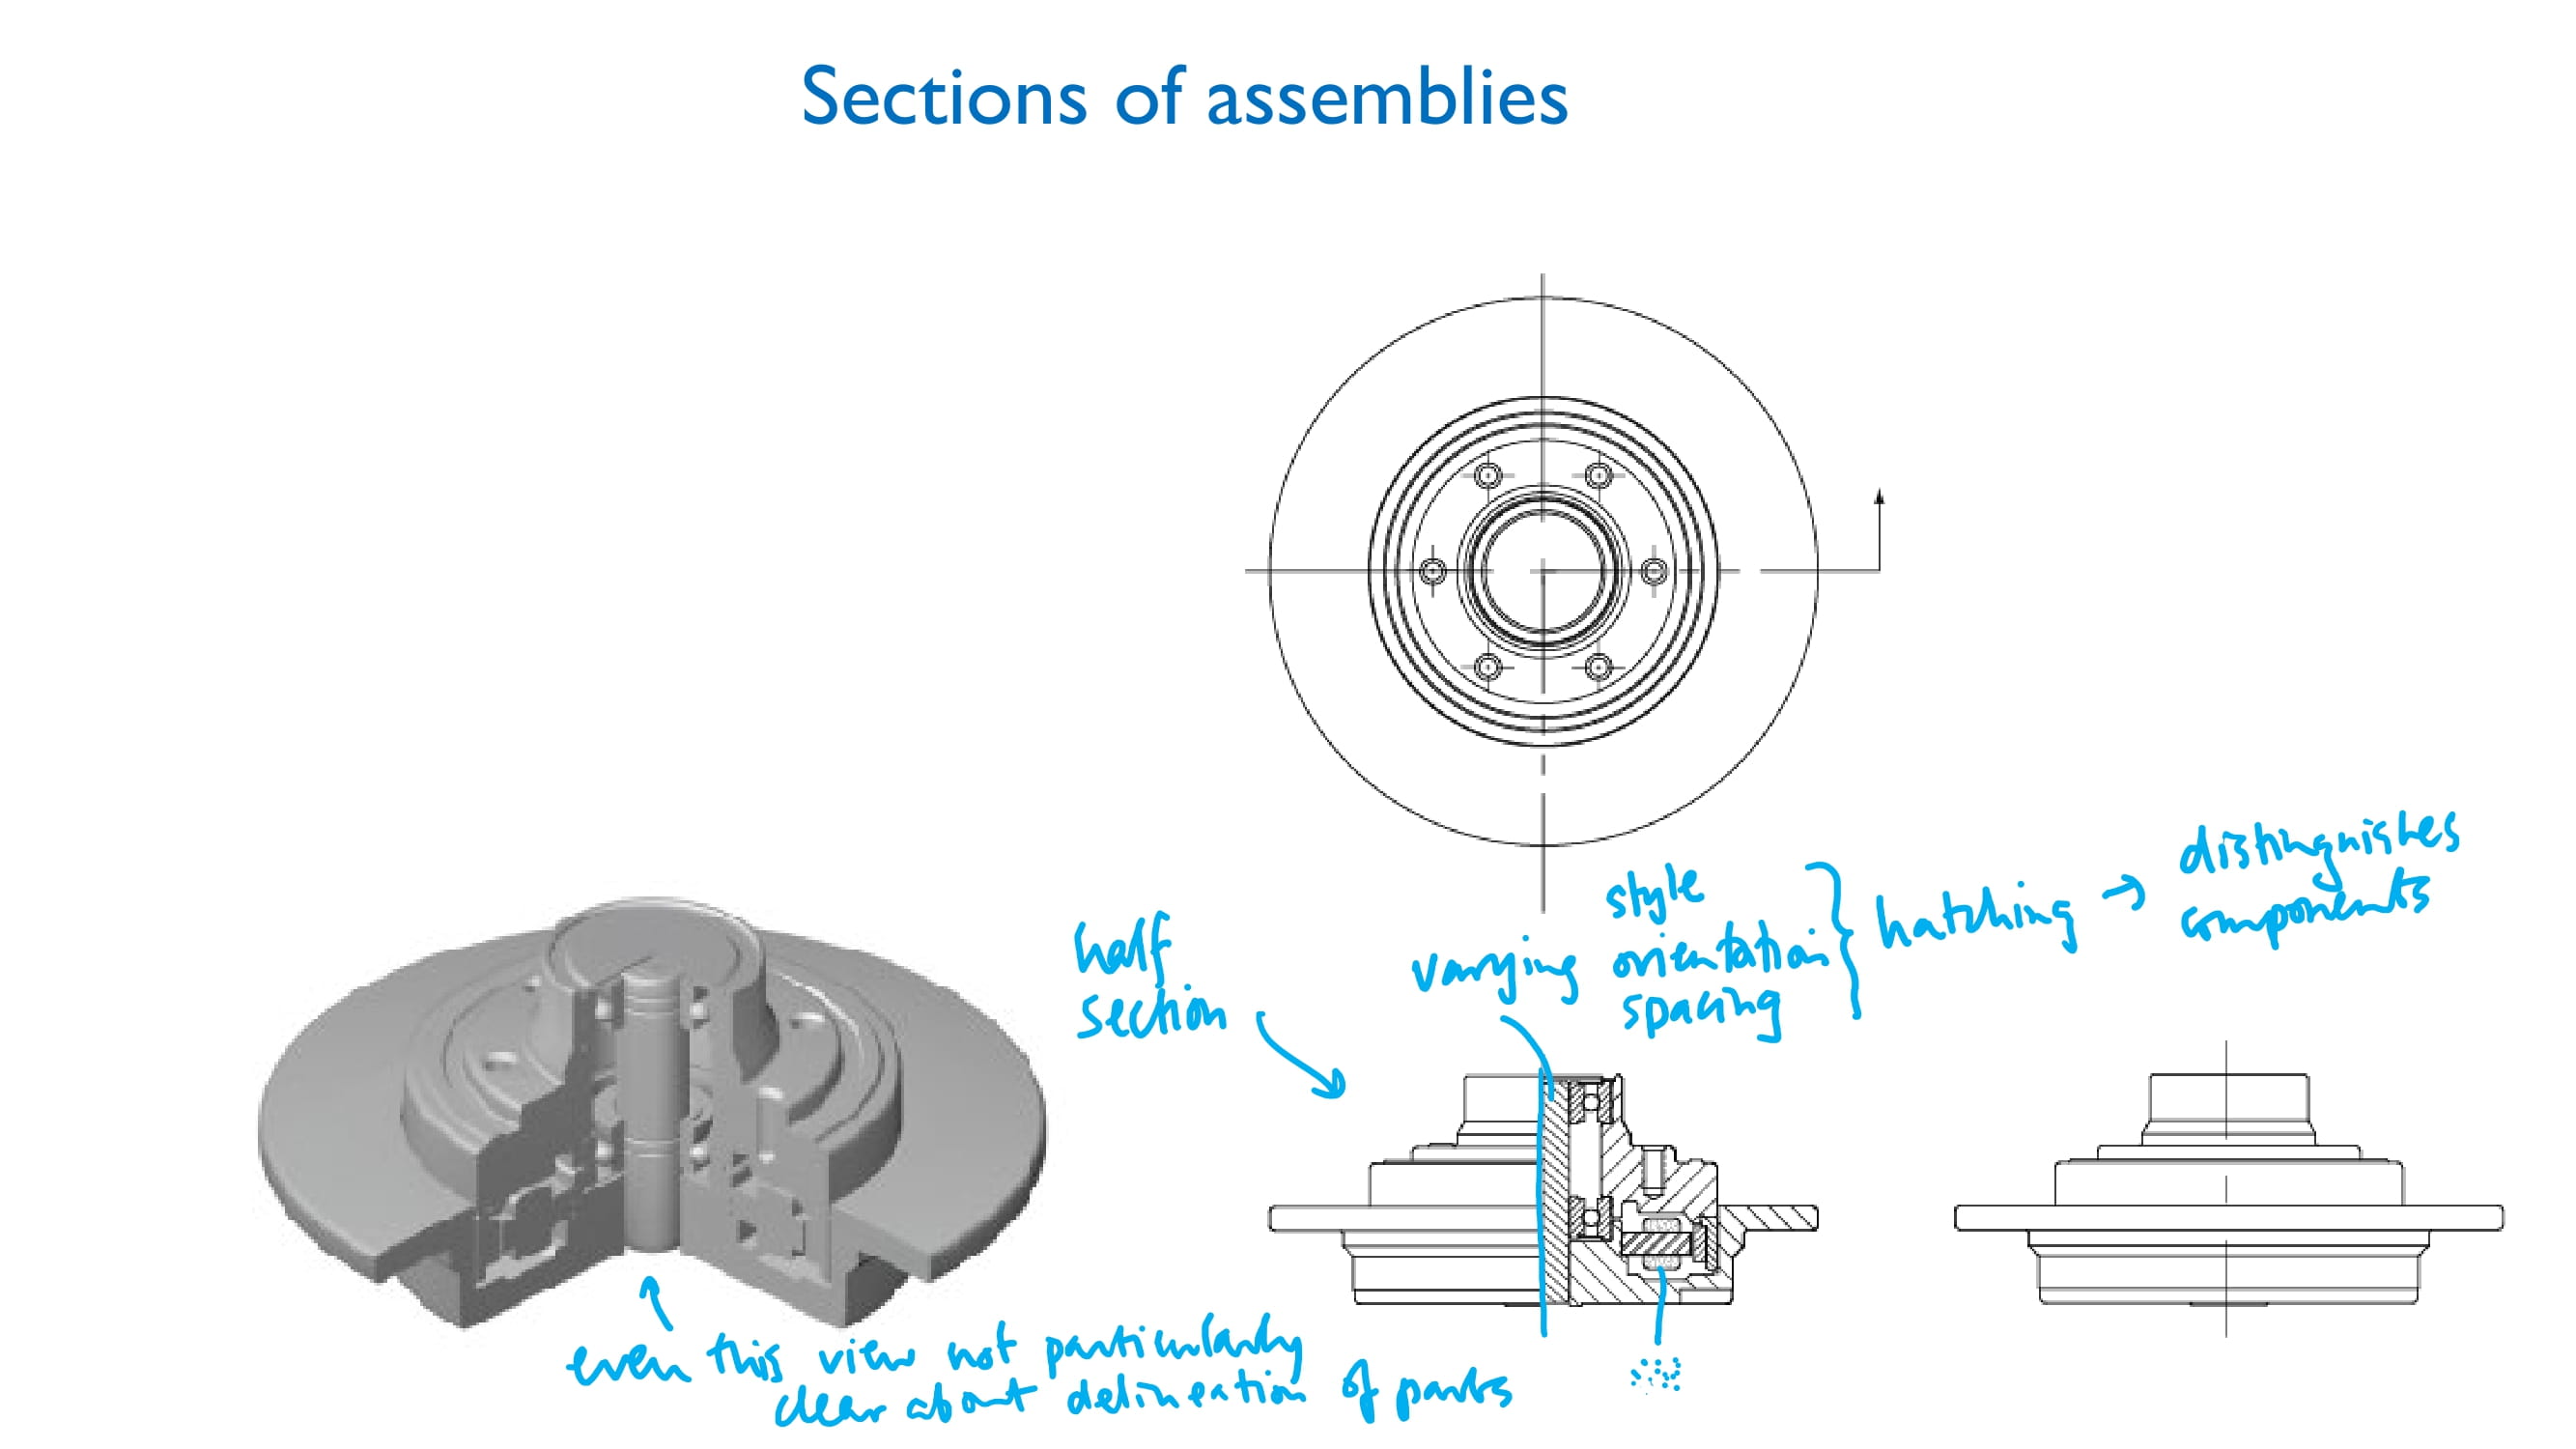 Sections of assemblies
half
section
varying
style
orientation
spacing
hatching →
distinguishes
components
even this view not particularly
clear about delineation of parts